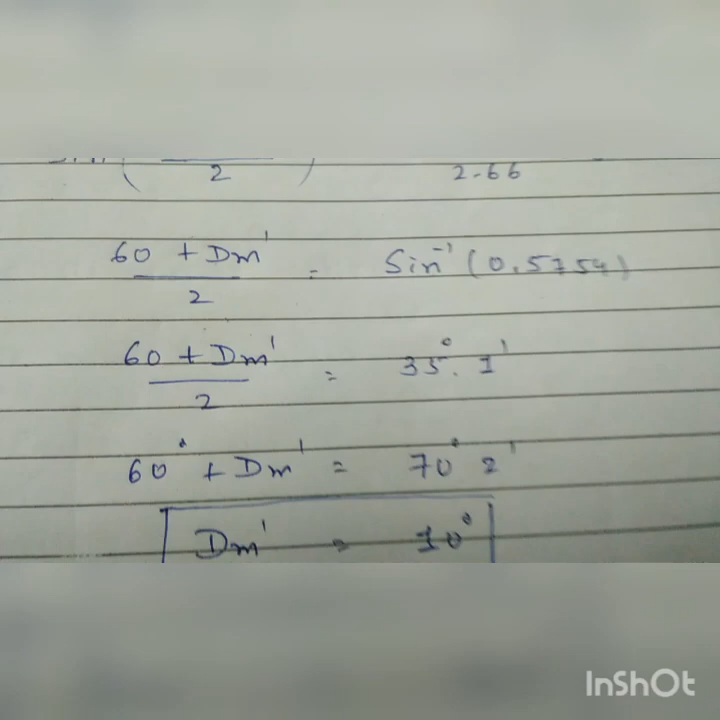 2 2.66
60 + Dm' / 2 = Sin⁻¹ (0.5754)
60 + Dm' / 2 = 35°. 1'
60° + Dm' = 70° 2'
Dm' = 10°
InShOt